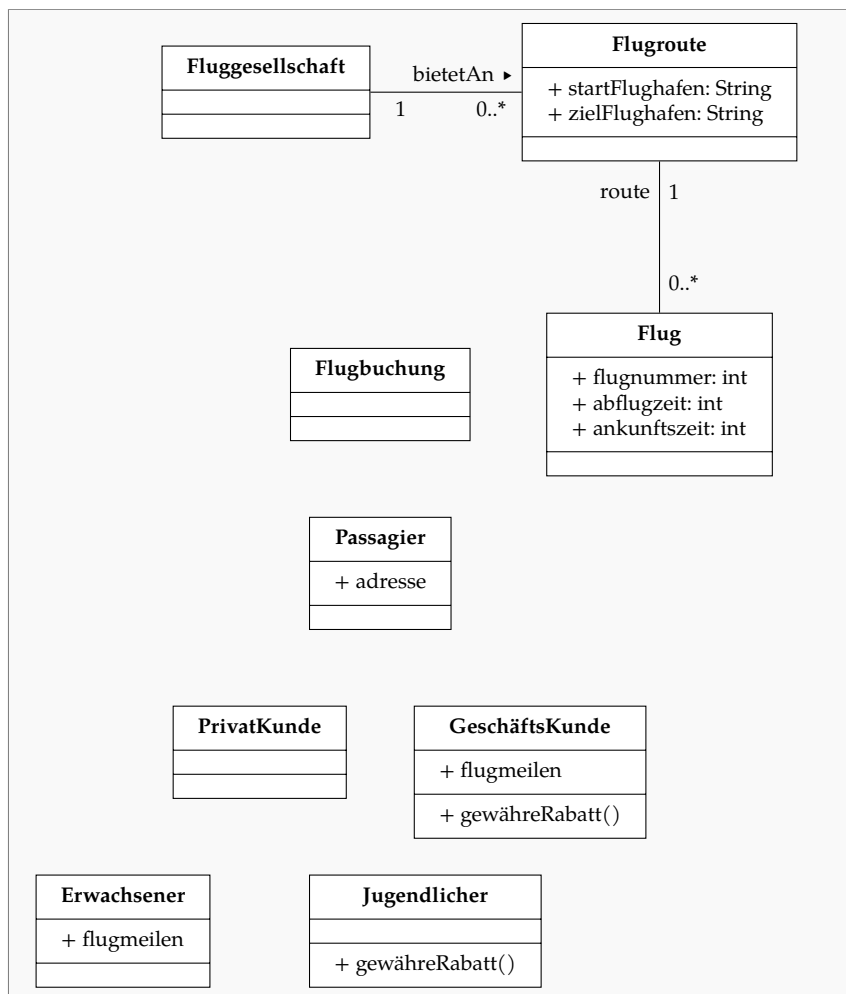 Fluggesellschaft
bietetAn ▸
1
0..*
Flugroute
+ startFlughafen: String
+ zielFlughafen: String
route
1
0..*
Flug
+ flugnummer: int
+ abflugzeit: int
+ ankunftszeit: int
Flugbuchung
Passagier
+ adresse
PrivatKunde
GeschäftsKunde
+ flugmeilen
+ gewähreRabatt()
Erwachsener
+ flugmeilen
Jugendlicher
+ gewähreRabatt()